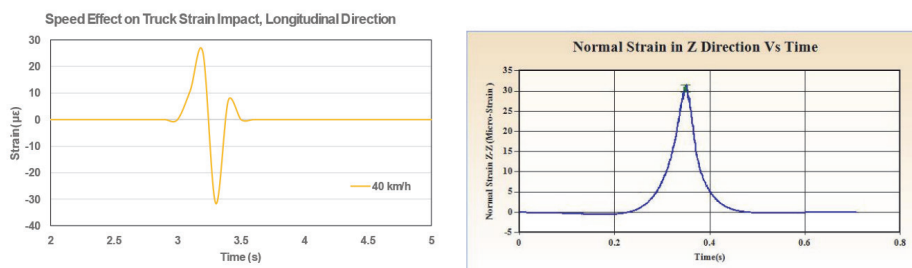 Speed Effect on Truck Strain Impact, Longitudinal Direction
30
20
10
0
-10
-20
-30
-40
Strain(µε)
40 km/h
2 2.5 3 3.5 4 4.5 5
Time (s)
Normal Strain in Z Direction Vs Time
35
30
25
20
15
10
5
0
-5
Normal Strain Z-Z (Micro-Strain )
0 0.2 0.4 0.6 0.8
Time(s)